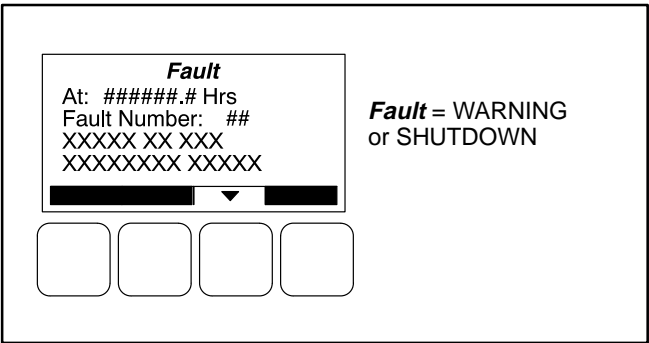 Fault
At: ######.# Hrs
Fault Number: ##
XXXXX XX XXX
XXXXXXXX XXXXX
Fault = WARNING
or SHUTDOWN